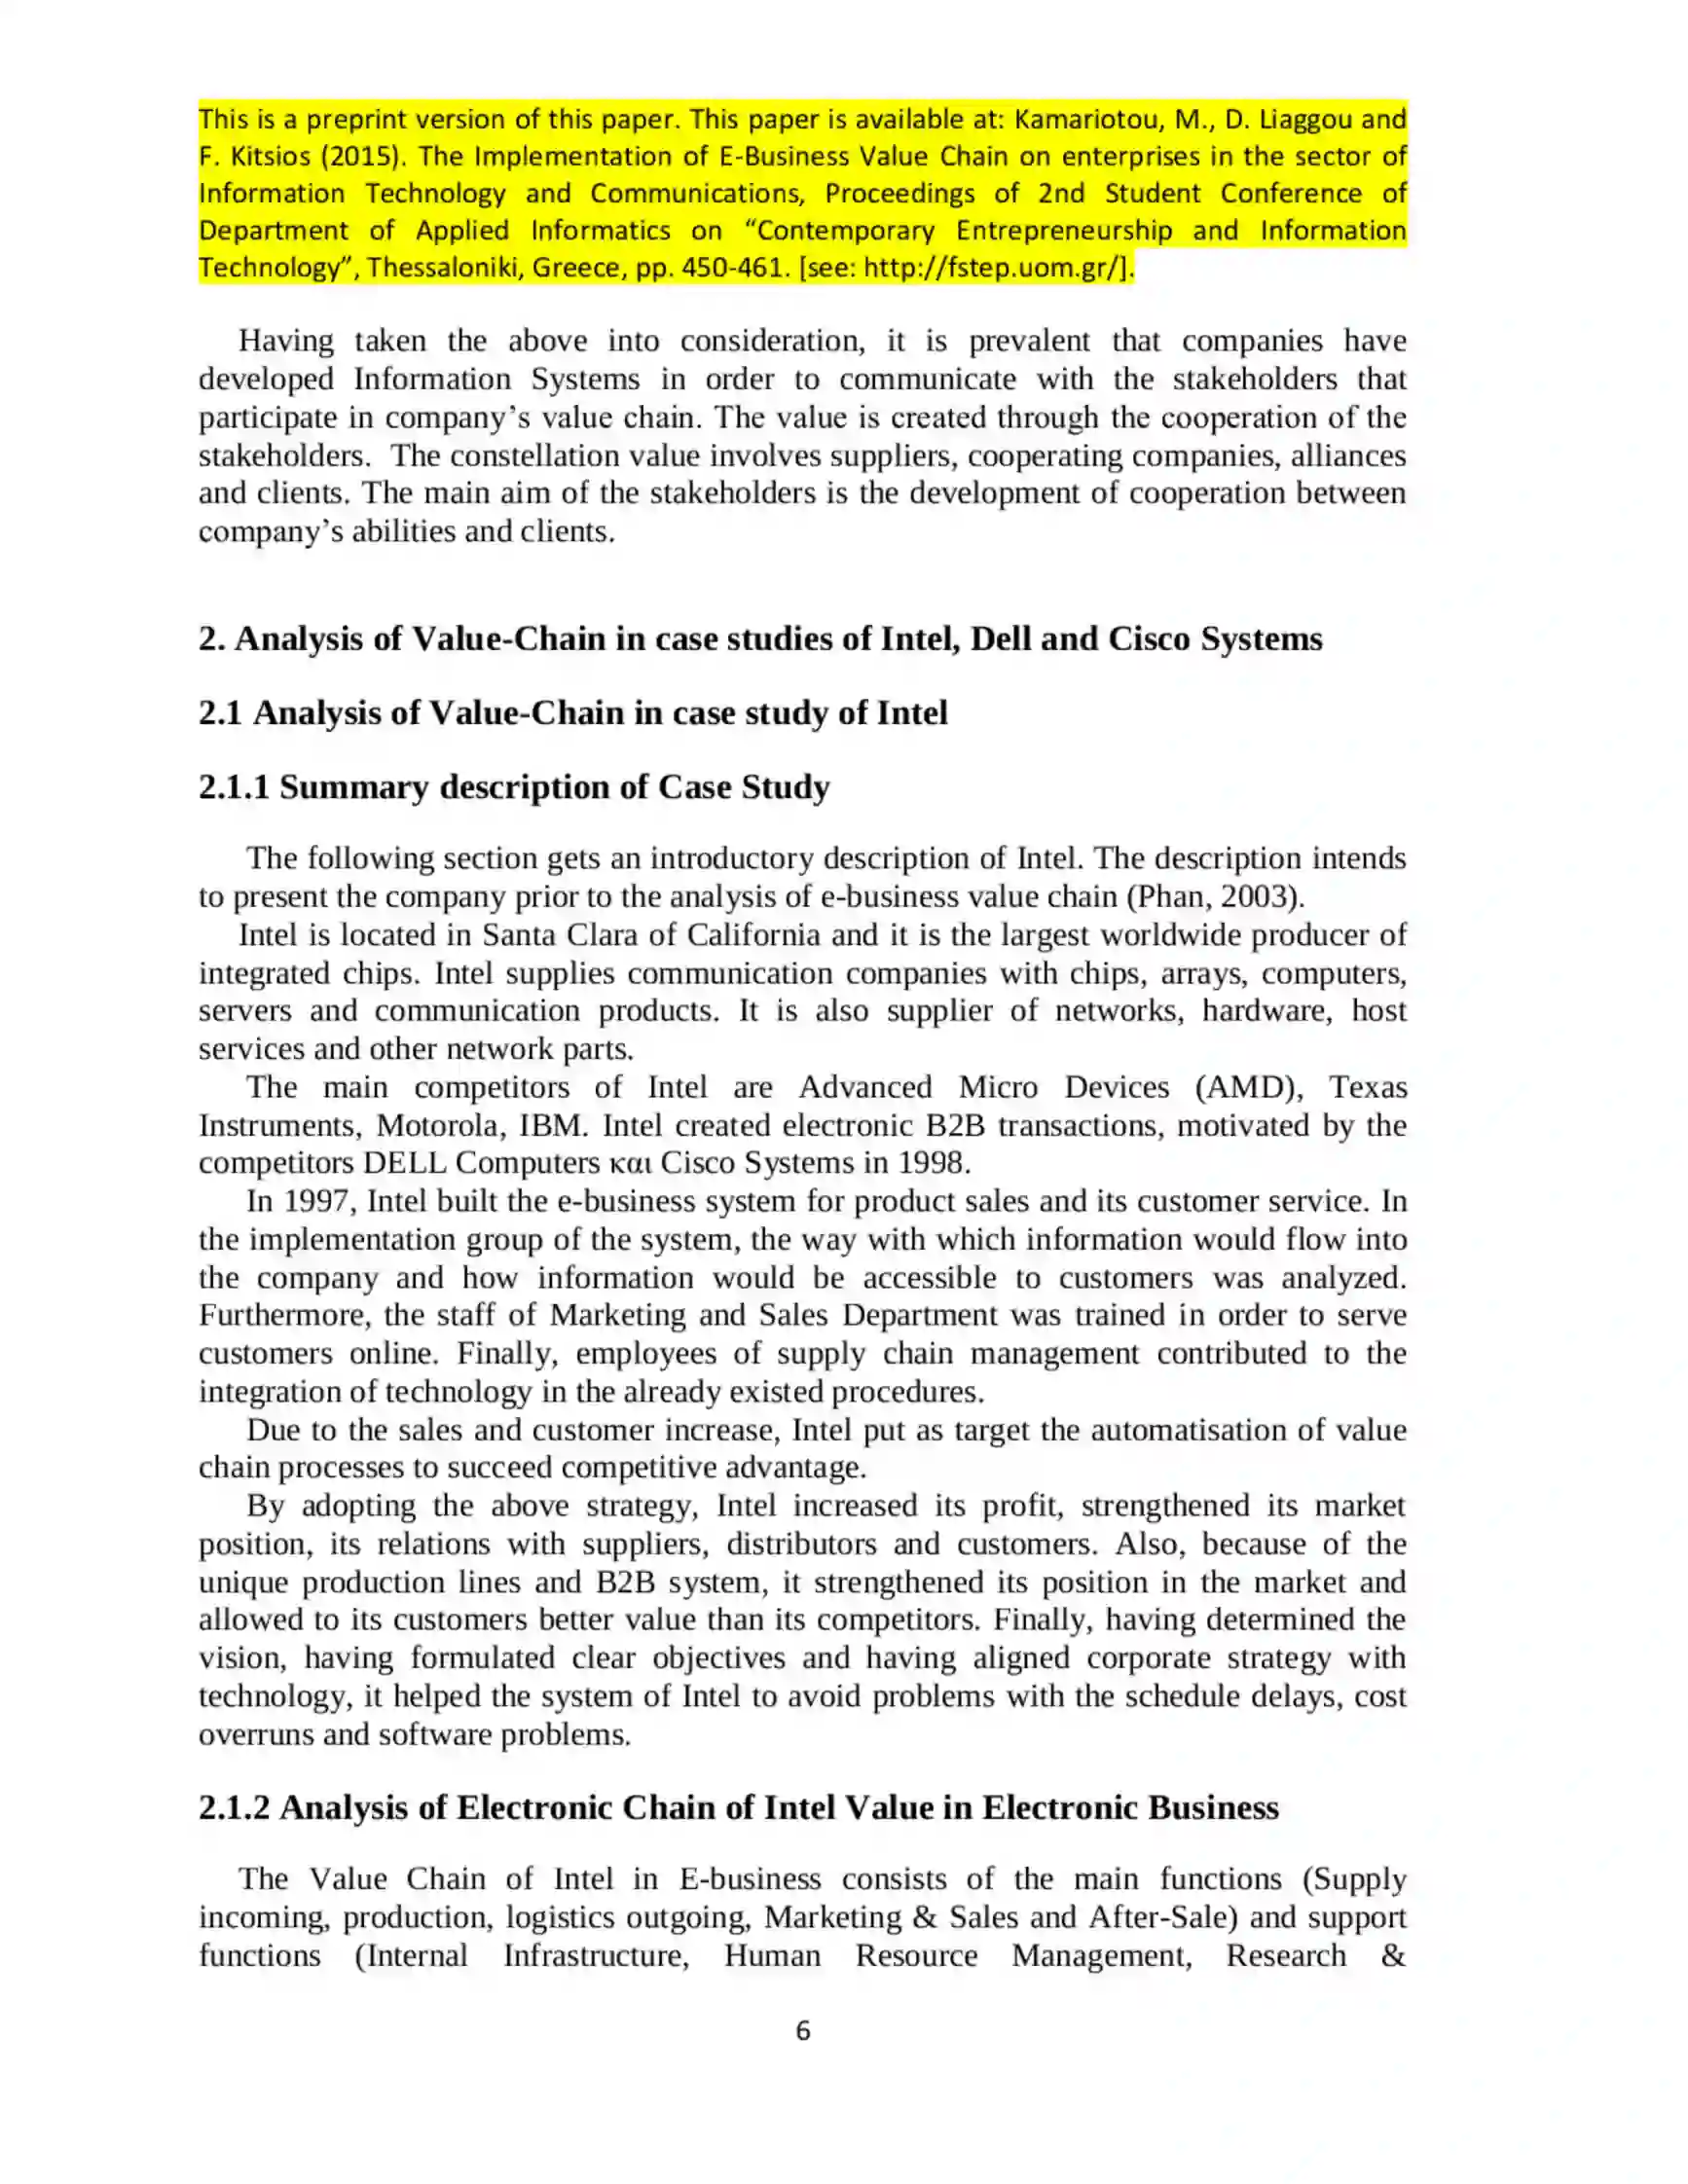 This is a preprint version of this paper. This paper is available at: Kamariotou, M., D. Liaggou and
F. Kitsios (2015). The Implementation of E-Business Value Chain on enterprises in the sector of
Information Technology and Communications, Proceedings of 2nd Student Conference of
Department of Applied Informatics on “Contemporary Entrepreneurship and Information
Technology”, Thessaloniki, Greece, pp. 450-461. [see: http://fstep.uom.gr/].
Having taken the above into consideration, it is prevalent that companies have
developed Information Systems in order to communicate with the stakeholders that
participate in company’s value chain. The value is created through the cooperation of the
stakeholders.  The constellation value involves suppliers, cooperating companies, alliances
and clients. The main aim of the stakeholders is the development of cooperation between
company’s abilities and clients.
2. Analysis of Value-Chain in case studies of Intel, Dell and Cisco Systems
2.1 Analysis of Value-Chain in case study of Intel
2.1.1 Summary description of Case Study
The following section gets an introductory description of Intel. The description intends
to present the company prior to the analysis of e-business value chain (Phan, 2003).
Intel is located in Santa Clara of California and it is the largest worldwide producer of
integrated chips. Intel supplies communication companies with chips, arrays, computers,
servers and communication products. It is also supplier of networks, hardware, host
services and other network parts.
The main competitors of Intel are Advanced Micro Devices (AMD), Texas
Instruments, Motorola, IBM. Intel created electronic B2B transactions, motivated by the
competitors DELL Computers και Cisco Systems in 1998.
In 1997, Intel built the e-business system for product sales and its customer service. In
the implementation group of the system, the way with which information would flow into
the company and how information would be accessible to customers was analyzed.
Furthermore, the staff of Marketing and Sales Department was trained in order to serve
customers online. Finally, employees of supply chain management contributed to the
integration of technology in the already existed procedures.
Due to the sales and customer increase, Intel put as target the automatisation of value
chain processes to succeed competitive advantage.
By adopting the above strategy, Intel increased its profit, strengthened its market
position, its relations with suppliers, distributors and customers. Also, because of the
unique production lines and B2B system, it strengthened its position in the market and
allowed to its customers better value than its competitors. Finally, having determined the
vision, having formulated clear objectives and having aligned corporate strategy with
technology, it helped the system of Intel to avoid problems with the schedule delays, cost
overruns and software problems.
2.1.2 Analysis of Electronic Chain of Intel Value in Electronic Business
The Value Chain of Intel in E-business consists of the main functions (Supply
incoming, production, logistics outgoing, Marketing & Sales and After-Sale) and support
functions (Internal Infrastructure, Human Resource Management, Research &
6